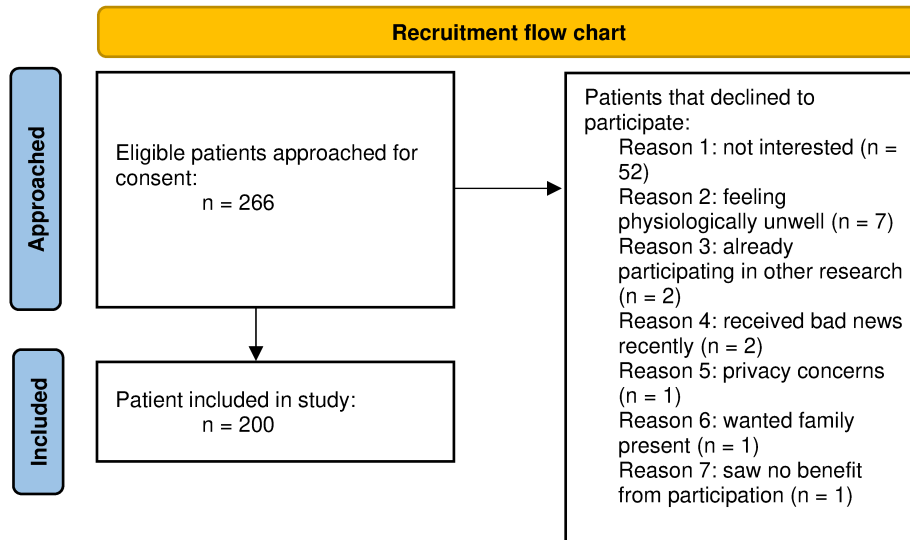 Recruitment flow chart
Approached
Eligible patients approached for
consent:
n = 266
Patients that declined to
participate:
Reason 1: not interested (n =
52)
Reason 2: feeling
physiologically unwell (n = 7)
Reason 3: already
participating in other research
(n = 2)
Reason 4: received bad news
recently (n = 2)
Reason 5: privacy concerns
(n = 1)
Reason 6: wanted family
present (n = 1)
Reason 7: saw no benefit
from participation (n = 1)
Included
Patient included in study:
n = 200